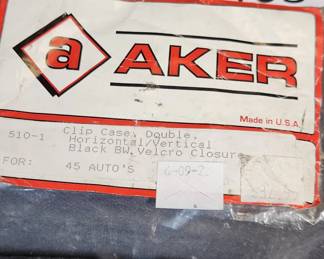 a AKER
Made in U.S.A.
510-1 Clip Case, Double,
Horizontal/Vertical
Black BW, Velcro Closure
FOR: 45 AUTO'S